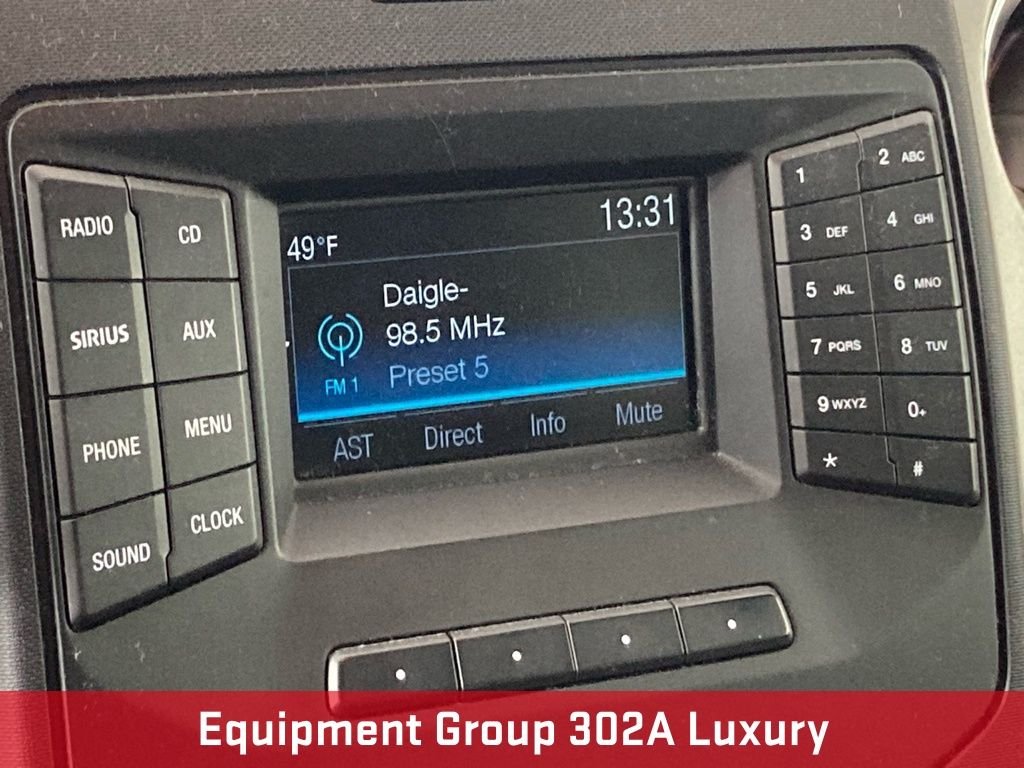 RADIO
CD
SIRIUS
AUX
PHONE
MENU
SOUND
CLOCK
49°F
13:31
Daigle-
98.5 MHz
FM 1
Preset 5
AST
Direct
Info
Mute
1
2 ABC
3 DEF
4 GHI
5 JKL
6 MNO
7 PQRS
8 TUV
9 WXYZ
0+
*
#
Equipment Group 302A Luxury